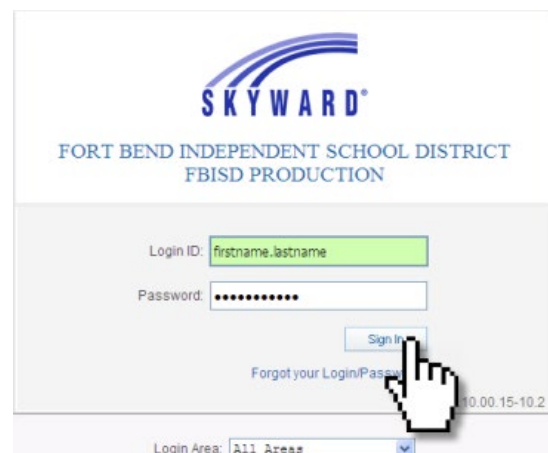 SKYWARD®
FORT BEND INDEPENDENT SCHOOL DISTRICT
FBISD PRODUCTION
Login ID: firstname.lastname
Password: •••••••••••
Sign In
Forgot your
10.00.15-10.2
Login Area: All Areas